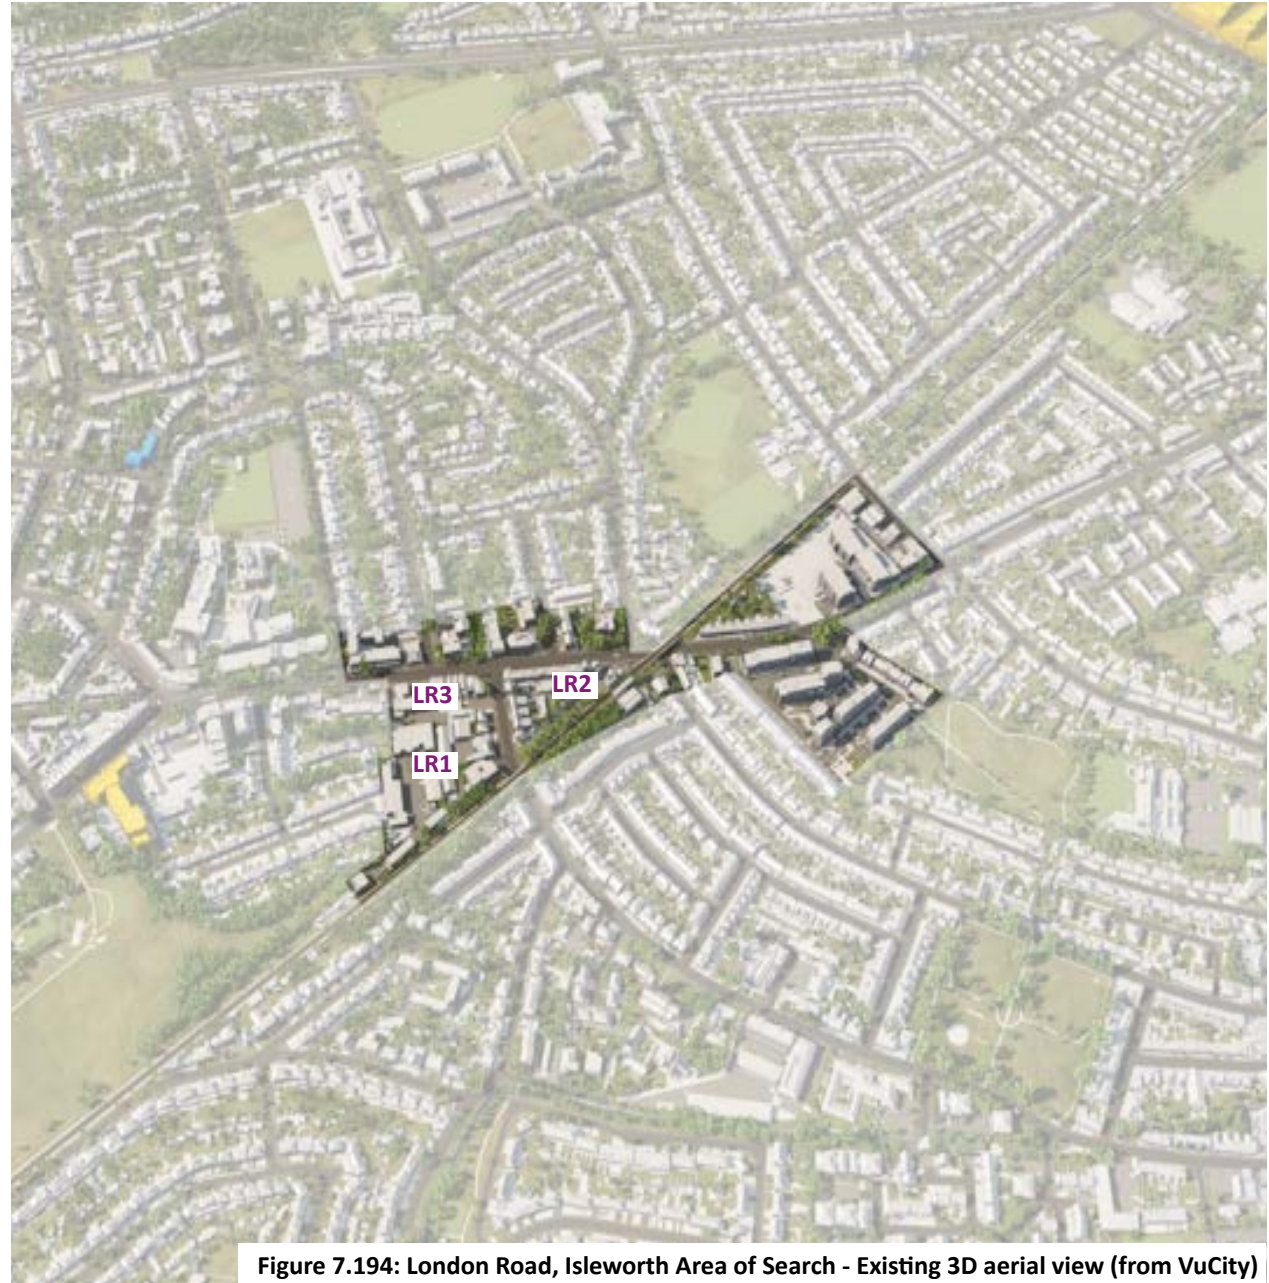 LR3
LR2
LR1
Figure 7.194: London Road, Isleworth Area of Search - Existing 3D aerial view (from VuCity)